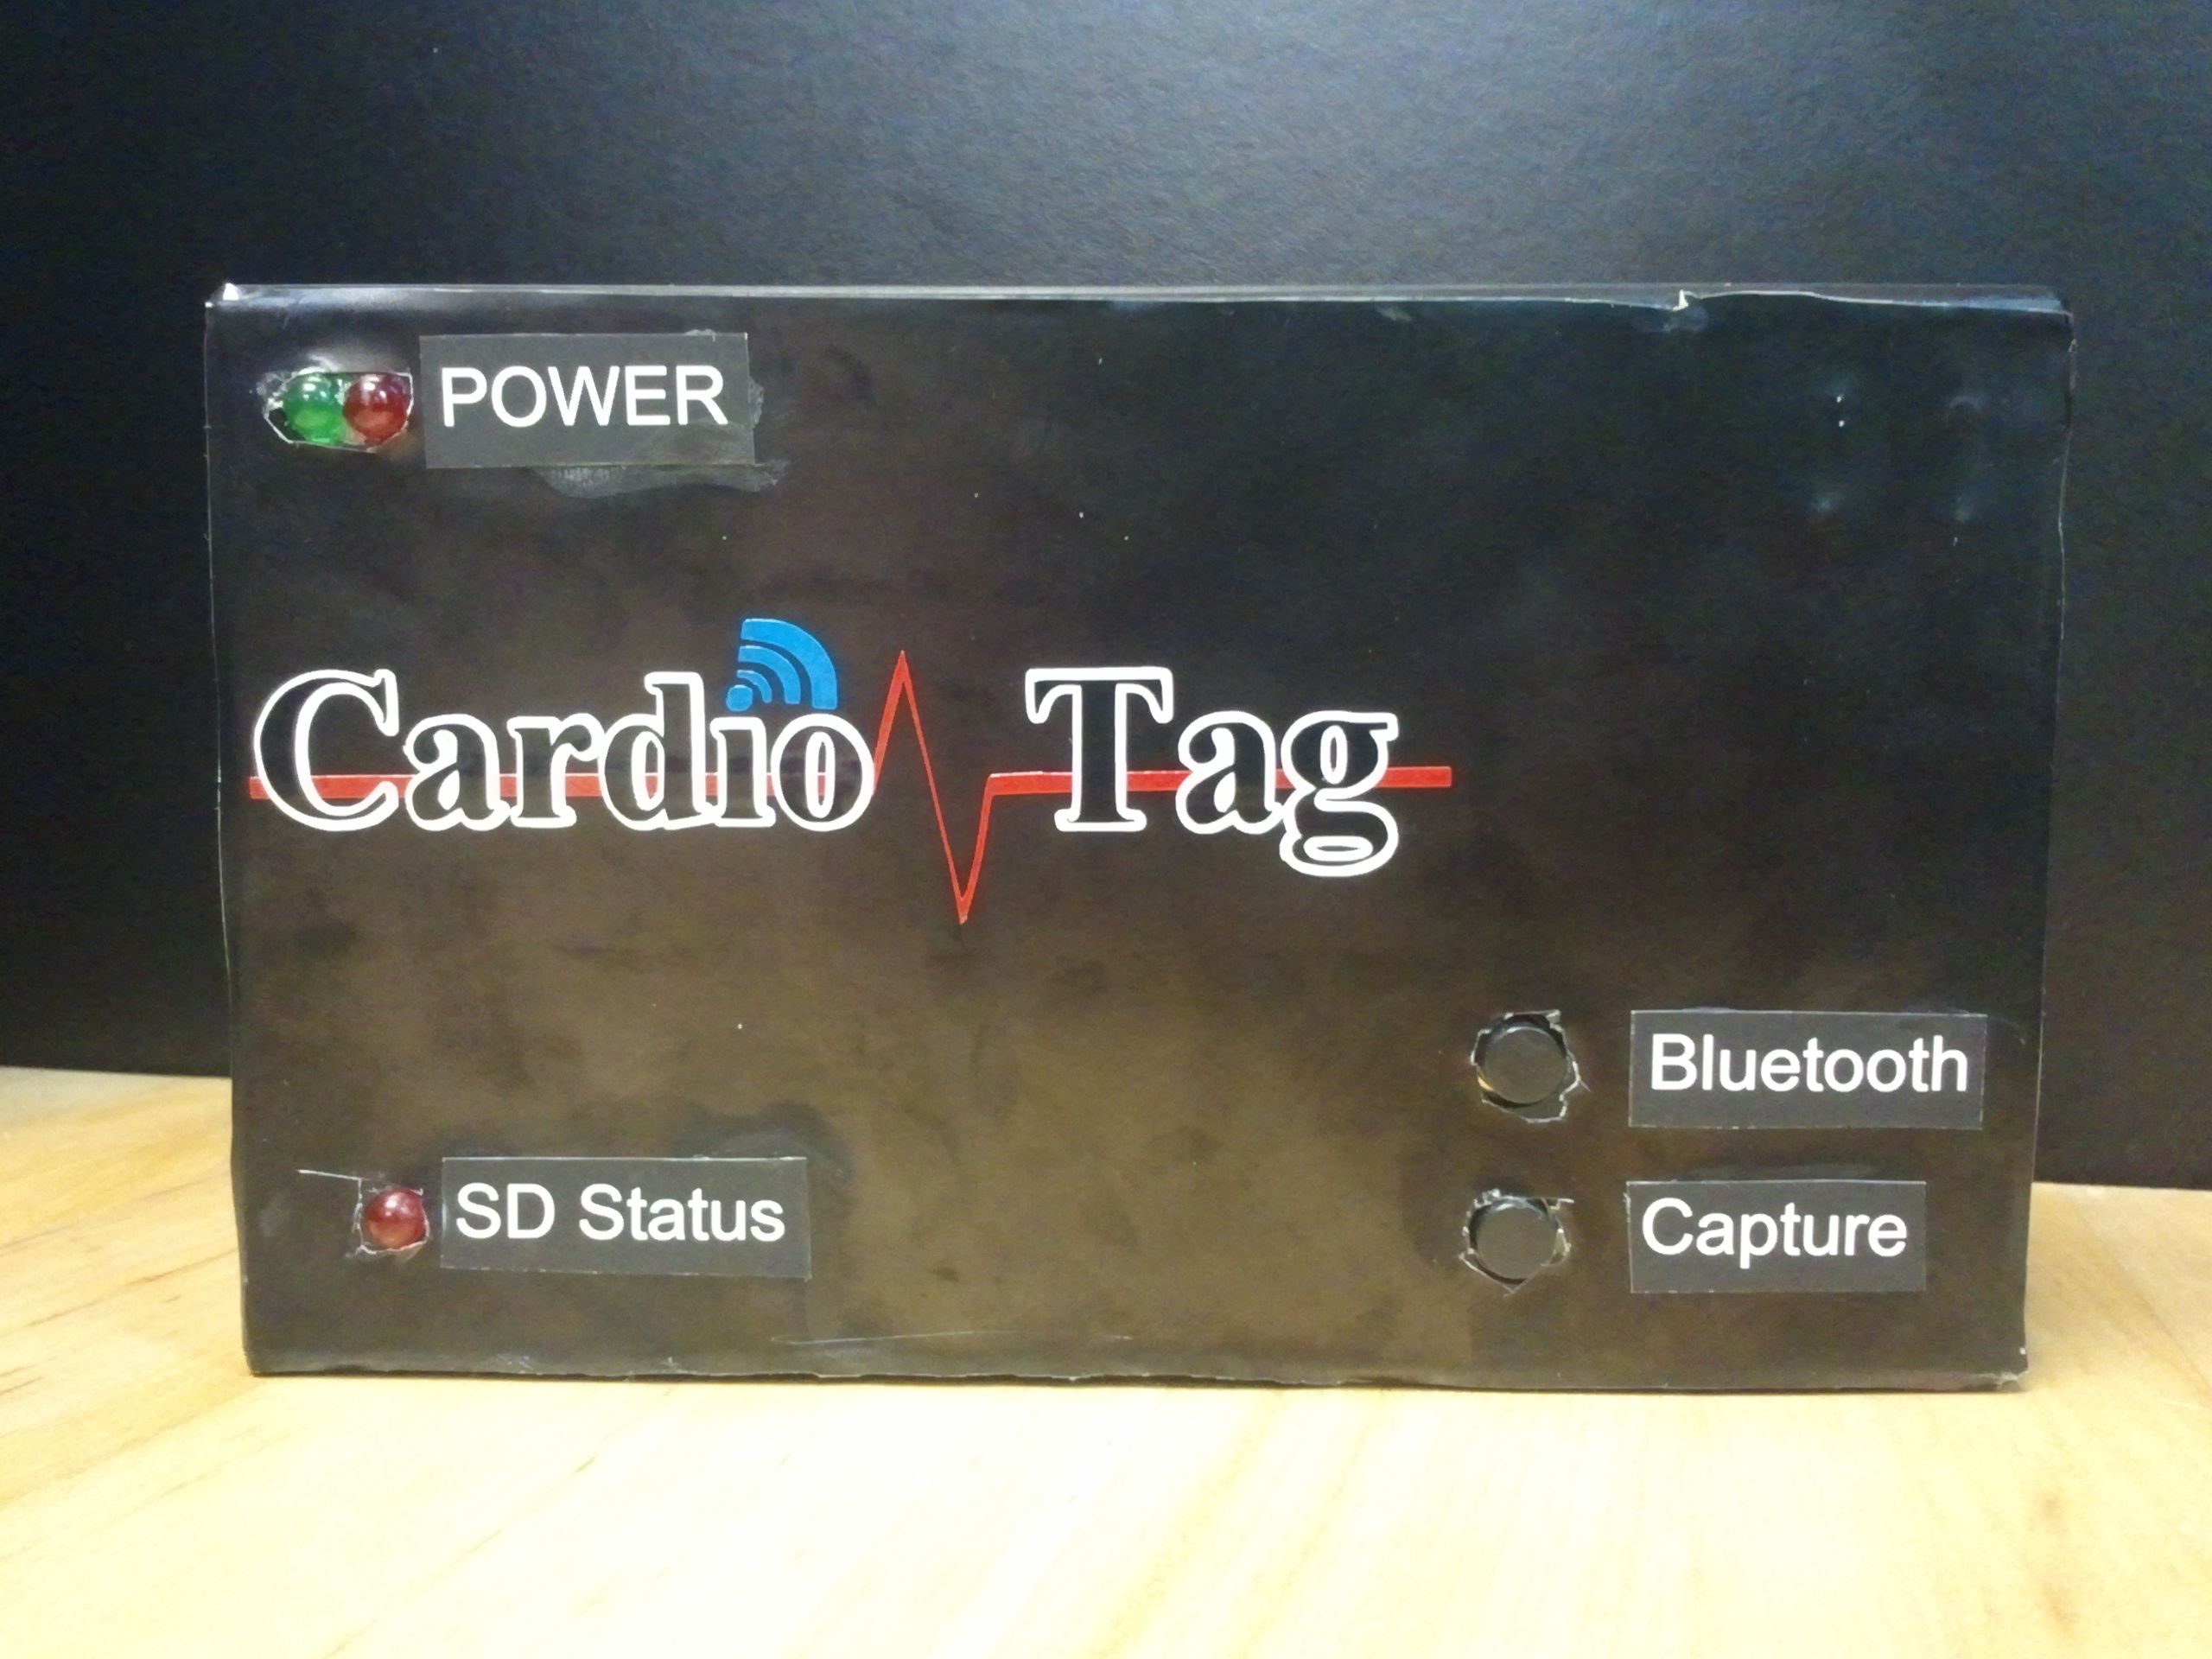 POWER
Cardio Tag
Bluetooth
SD Status
Capture